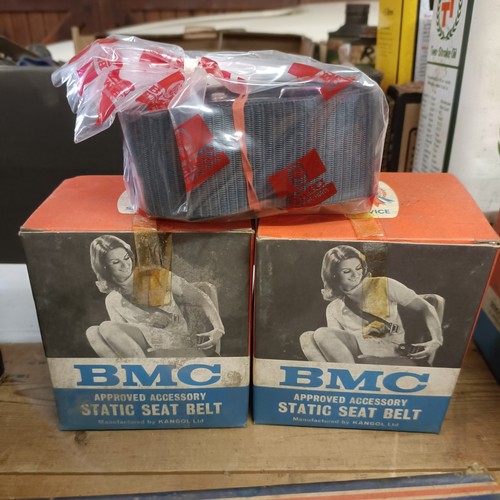 SERVICE
BMC
APPROVED ACCESSORY
STATIC SEAT BELT
Manufactured by KANGOL Ltd
BMC
APPROVED ACCESSORY
STATIC SEAT BELT
Manufactured by KANGOL Ltd